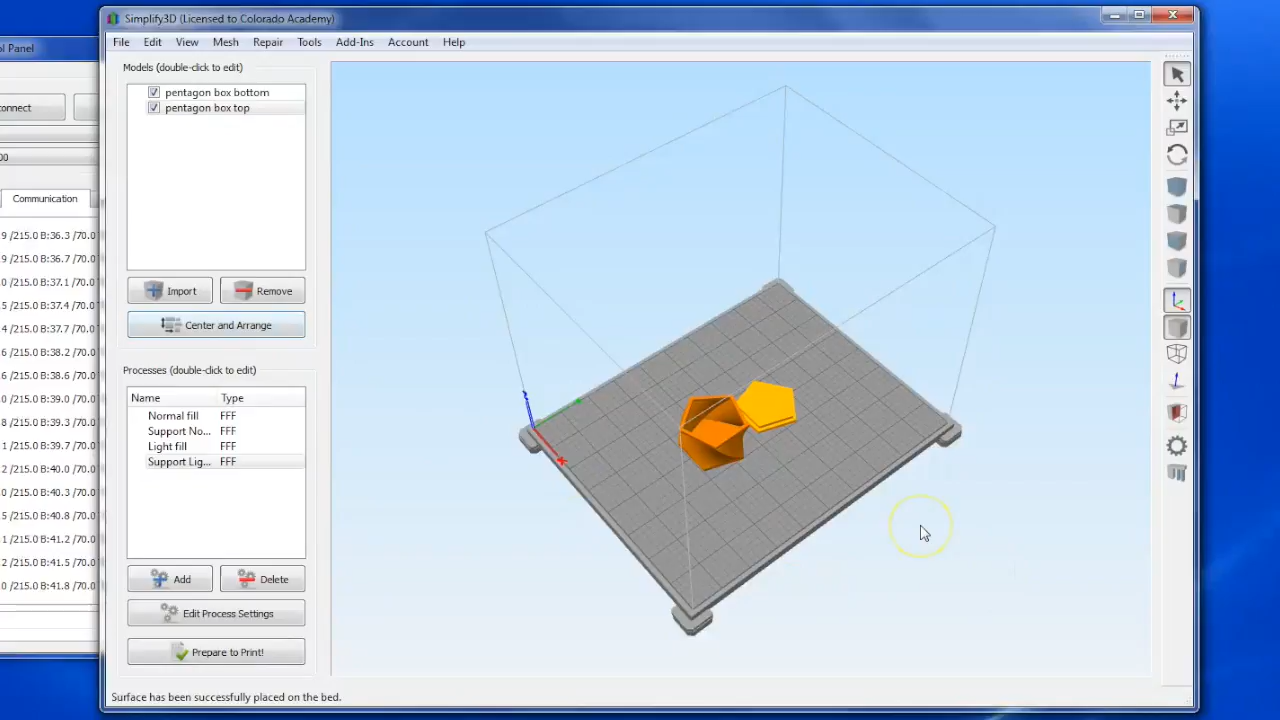 ol Panel
onnect
00
Communication
9 /215.0 B:36.3 /70.0
9 /215.0 B:36.7 /70.0
0 /215.0 B:37.1 /70.0
5 /215.0 B:37.4 /70.0
4 /215.0 B:37.7 /70.0
6 /215.0 B:38.2 /70.0
6 /215.0 B:38.6 /70.0
0 /215.0 B:39.0 /70.0
8 /215.0 B:39.3 /70.0
9 /215.0 B:39.7 /70.0
2 /215.0 B:40.0 /70.0
0 /215.0 B:40.3 /70.0
5 /215.0 B:40.8 /70.0
1 /215.0 B:41.2 /70.0
2 /215.0 B:41.5 /70.0
0 /215.0 B:41.8 /70.0
Simplify3D (Licensed to Colorado Academy)
File Edit View Mesh Repair Tools Add-Ins Account Help
Models (double-click to edit)
pentagon box bottom
pentagon box top
Import Remove
Center and Arrange
Processes (double-click to edit)
Name Type
Normal fill FFF
Support No... FFF
Light fill FFF
Support Lig... FFF
Add Delete
Edit Process Settings
Prepare to Print!
Surface has been successfully placed on the bed.